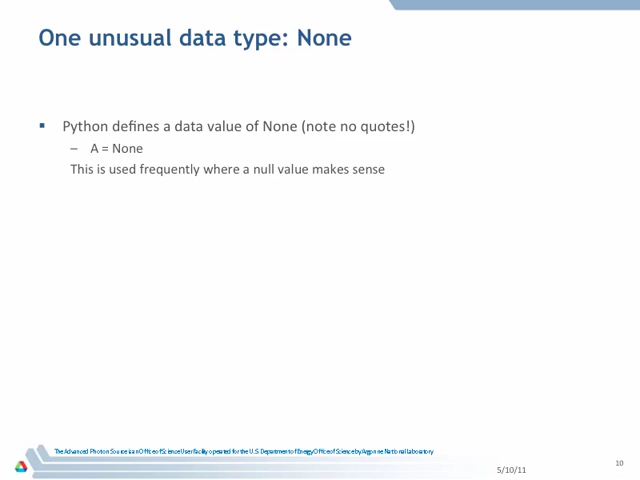 One unusual data type: None
▪ Python defines a data value of None (note no quotes!)
– A = None
This is used frequently where a null value makes sense
The Advanced Photon Source is an Office of Science User Facility operated for the U.S. Department of Energy Office of Science by Argonne National Laboratory
10
5/10/11